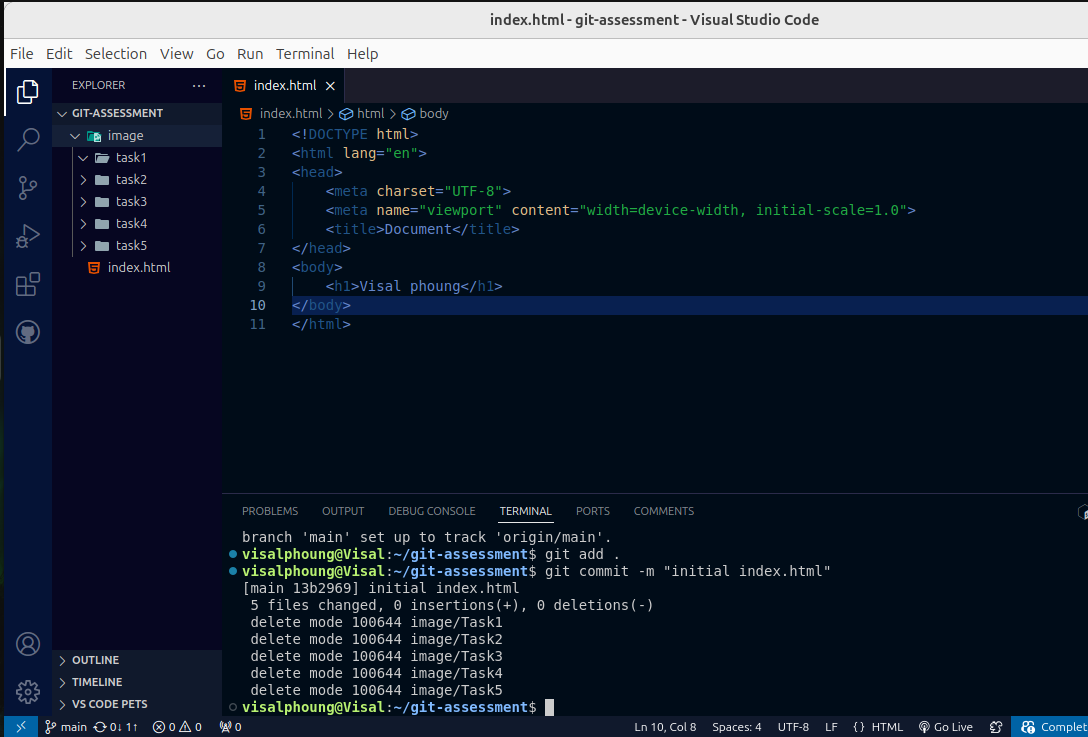 index.html - git-assessment - Visual Studio Code
File Edit Selection View Go Run Terminal Help
EXPLORER ···
GIT-ASSESSMENT
image
task1
task2
task3
task4
task5
index.html
OUTLINE
TIMELINE
VS CODE PETS
index.html ×
index.html > html > body
1 <!DOCTYPE html>
2 <html lang="en">
3 <head>
4 <meta charset="UTF-8">
5 <meta name="viewport" content="width=device-width, initial-scale=1.0">
6 <title>Document</title>
7 </head>
8 <body>
9 <h1>Visal phoung</h1>
10 </body>
11 </html>
PROBLEMS OUTPUT DEBUG CONSOLE TERMINAL PORTS COMMENTS
branch 'main' set up to track 'origin/main'.
visalphoung@Visal:~/git-assessment$ git add .
visalphoung@Visal:~/git-assessment$ git commit -m "initial index.html"
[main 13b2969] initial index.html
5 files changed, 0 insertions(+), 0 deletions(-)
delete mode 100644 image/Task1
delete mode 100644 image/Task2
delete mode 100644 image/Task3
delete mode 100644 image/Task4
delete mode 100644 image/Task5
visalphoung@Visal:~/git-assessment$
main 0↓ 1↑ 0 0 0 Ln 10, Col 8 Spaces: 4 UTF-8 LF {} HTML Go Live Complet